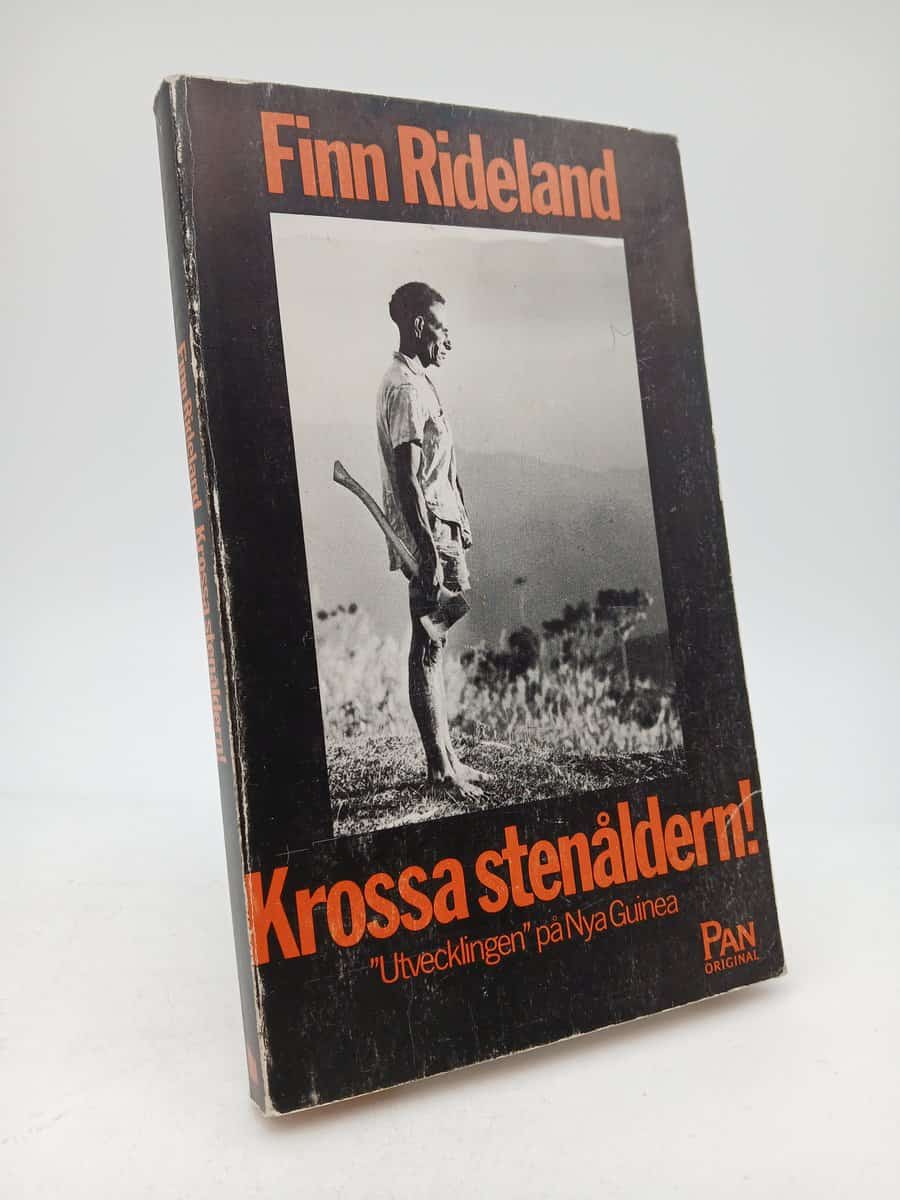 Finn Rideland
Krossa stenåldern!
"Utvecklingen" på Nya Guinea
PAN
ORIGINAL
Finn Rideland Krossa stenåldern!